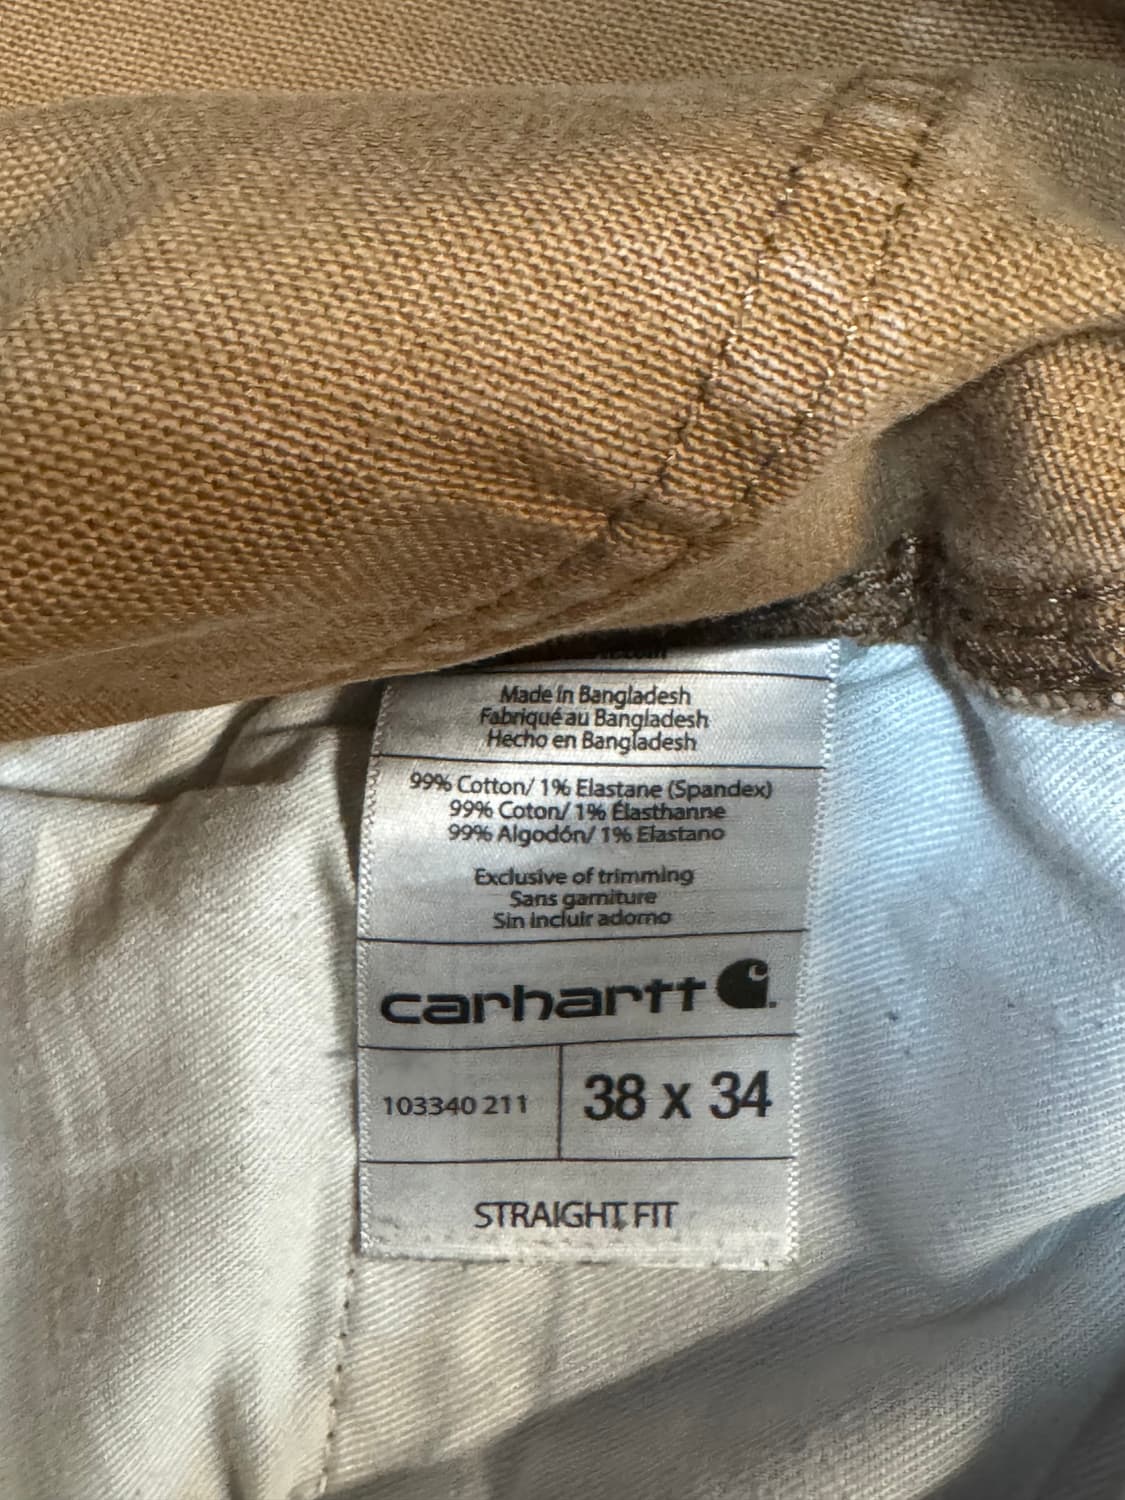 Made in Bangladesh
Fabriqué au Bangladesh
Hecho en Bangladesh
99% Cotton/ 1% Elastane (Spandex)
99% Coton/ 1% Élasthanne
99% Algodón/ 1% Elastano
Exclusive of trimming
Sans garniture
Sin incluir adorno
carhartt
103340 211
38 x 34
STRAIGHT FIT